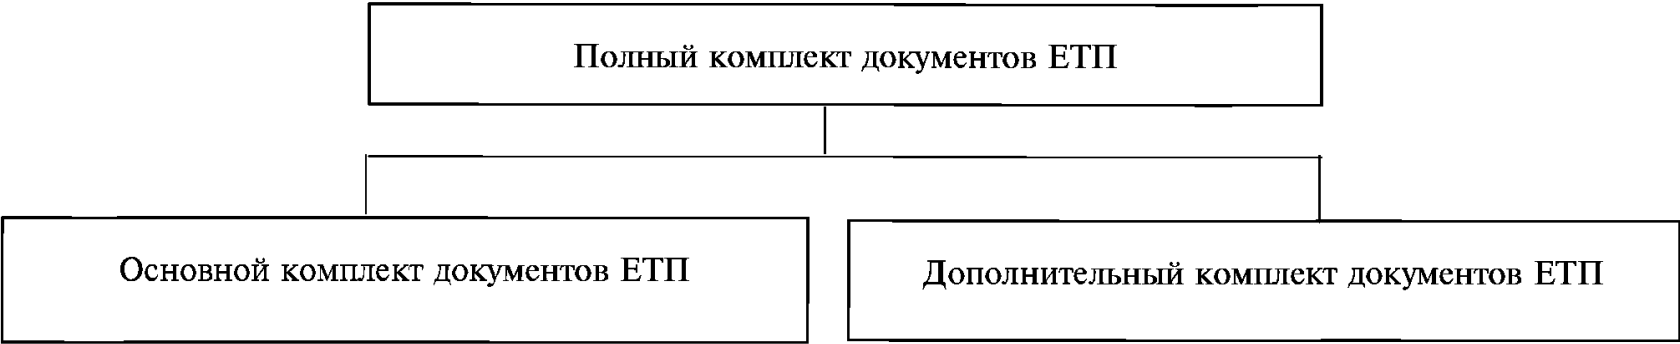 Полный комплект документов ЕТП
Основной комплект документов ЕТП
Дополнительный комплект документов ЕТП